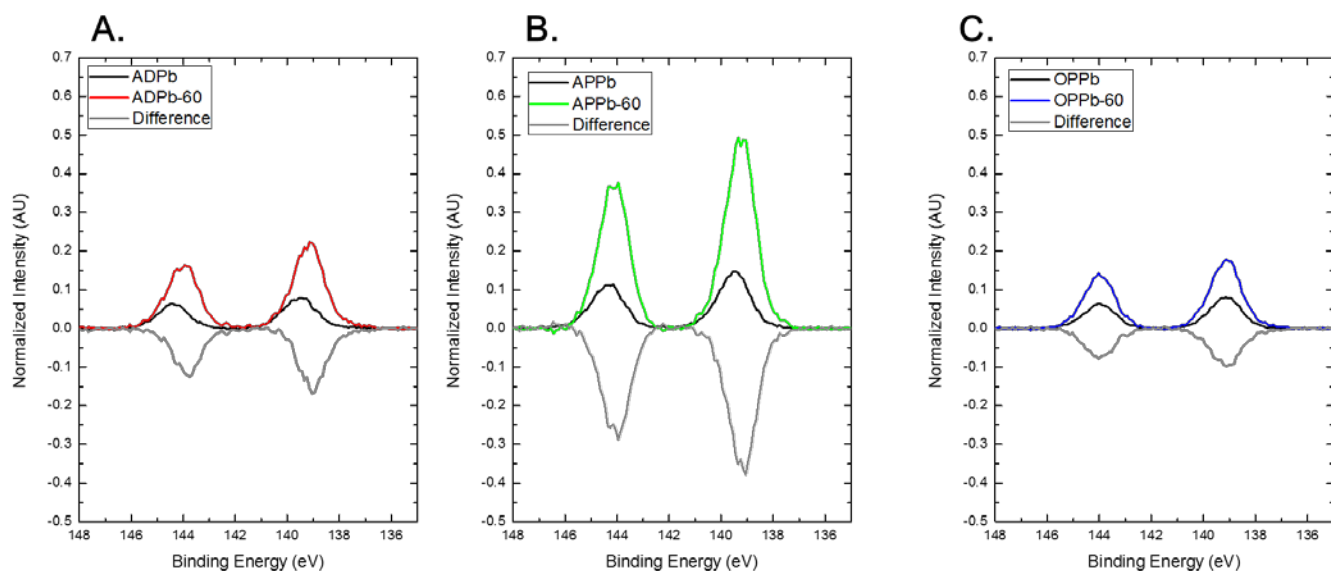 A.
0.7
0.6
0.5
0.4
0.3
0.2
0.1
0.0
-0.1
-0.2
-0.3
-0.4
-0.5
Normalized Intensity (AU)
ADPb
ADPb-60
Difference
148 146 144 142 140 138 136
Binding Energy (eV)
B.
0.7
0.6
0.5
0.4
0.3
0.2
0.1
0.0
-0.1
-0.2
-0.3
-0.4
-0.5
Normalized Intensity (AU)
APPb
APPb-60
Difference
148 146 144 142 140 138 136
Binding Energy (eV)
C.
0.7
0.6
0.5
0.4
0.3
0.2
0.1
0.0
-0.1
-0.2
-0.3
-0.4
-0.5
Normalized Intensity (AU)
OPPb
OPPb-60
Difference
148 146 144 142 140 138 136
Binding Energy (eV)